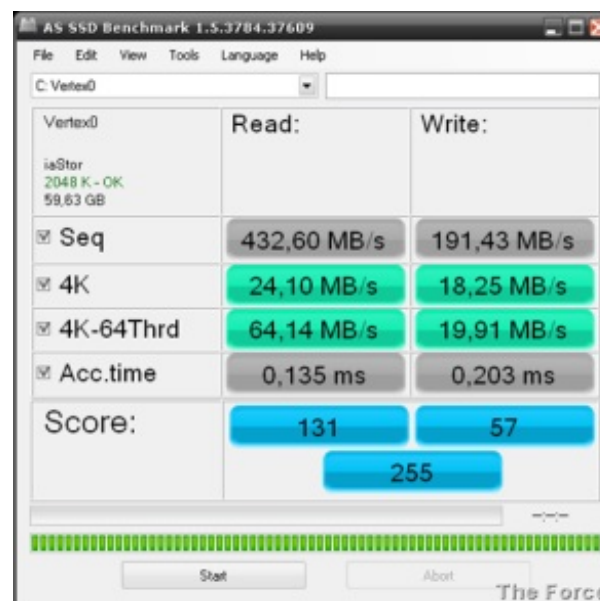 AS SSD Benchmark 1.5.3784.37609
File Edit View Tools Language Help
C: Vertex0
Vertex0
Read:
Write:
iaStor
2048 K - OK
59,63 GB
Seq 432,60 MB/s 191,43 MB/s
4K 24,10 MB/s 18,25 MB/s
4K-64Thrd 64,14 MB/s 19,91 MB/s
Acc.time 0,135 ms 0,203 ms
Score: 131 57
255
--:--:--
Start Abort
The Force